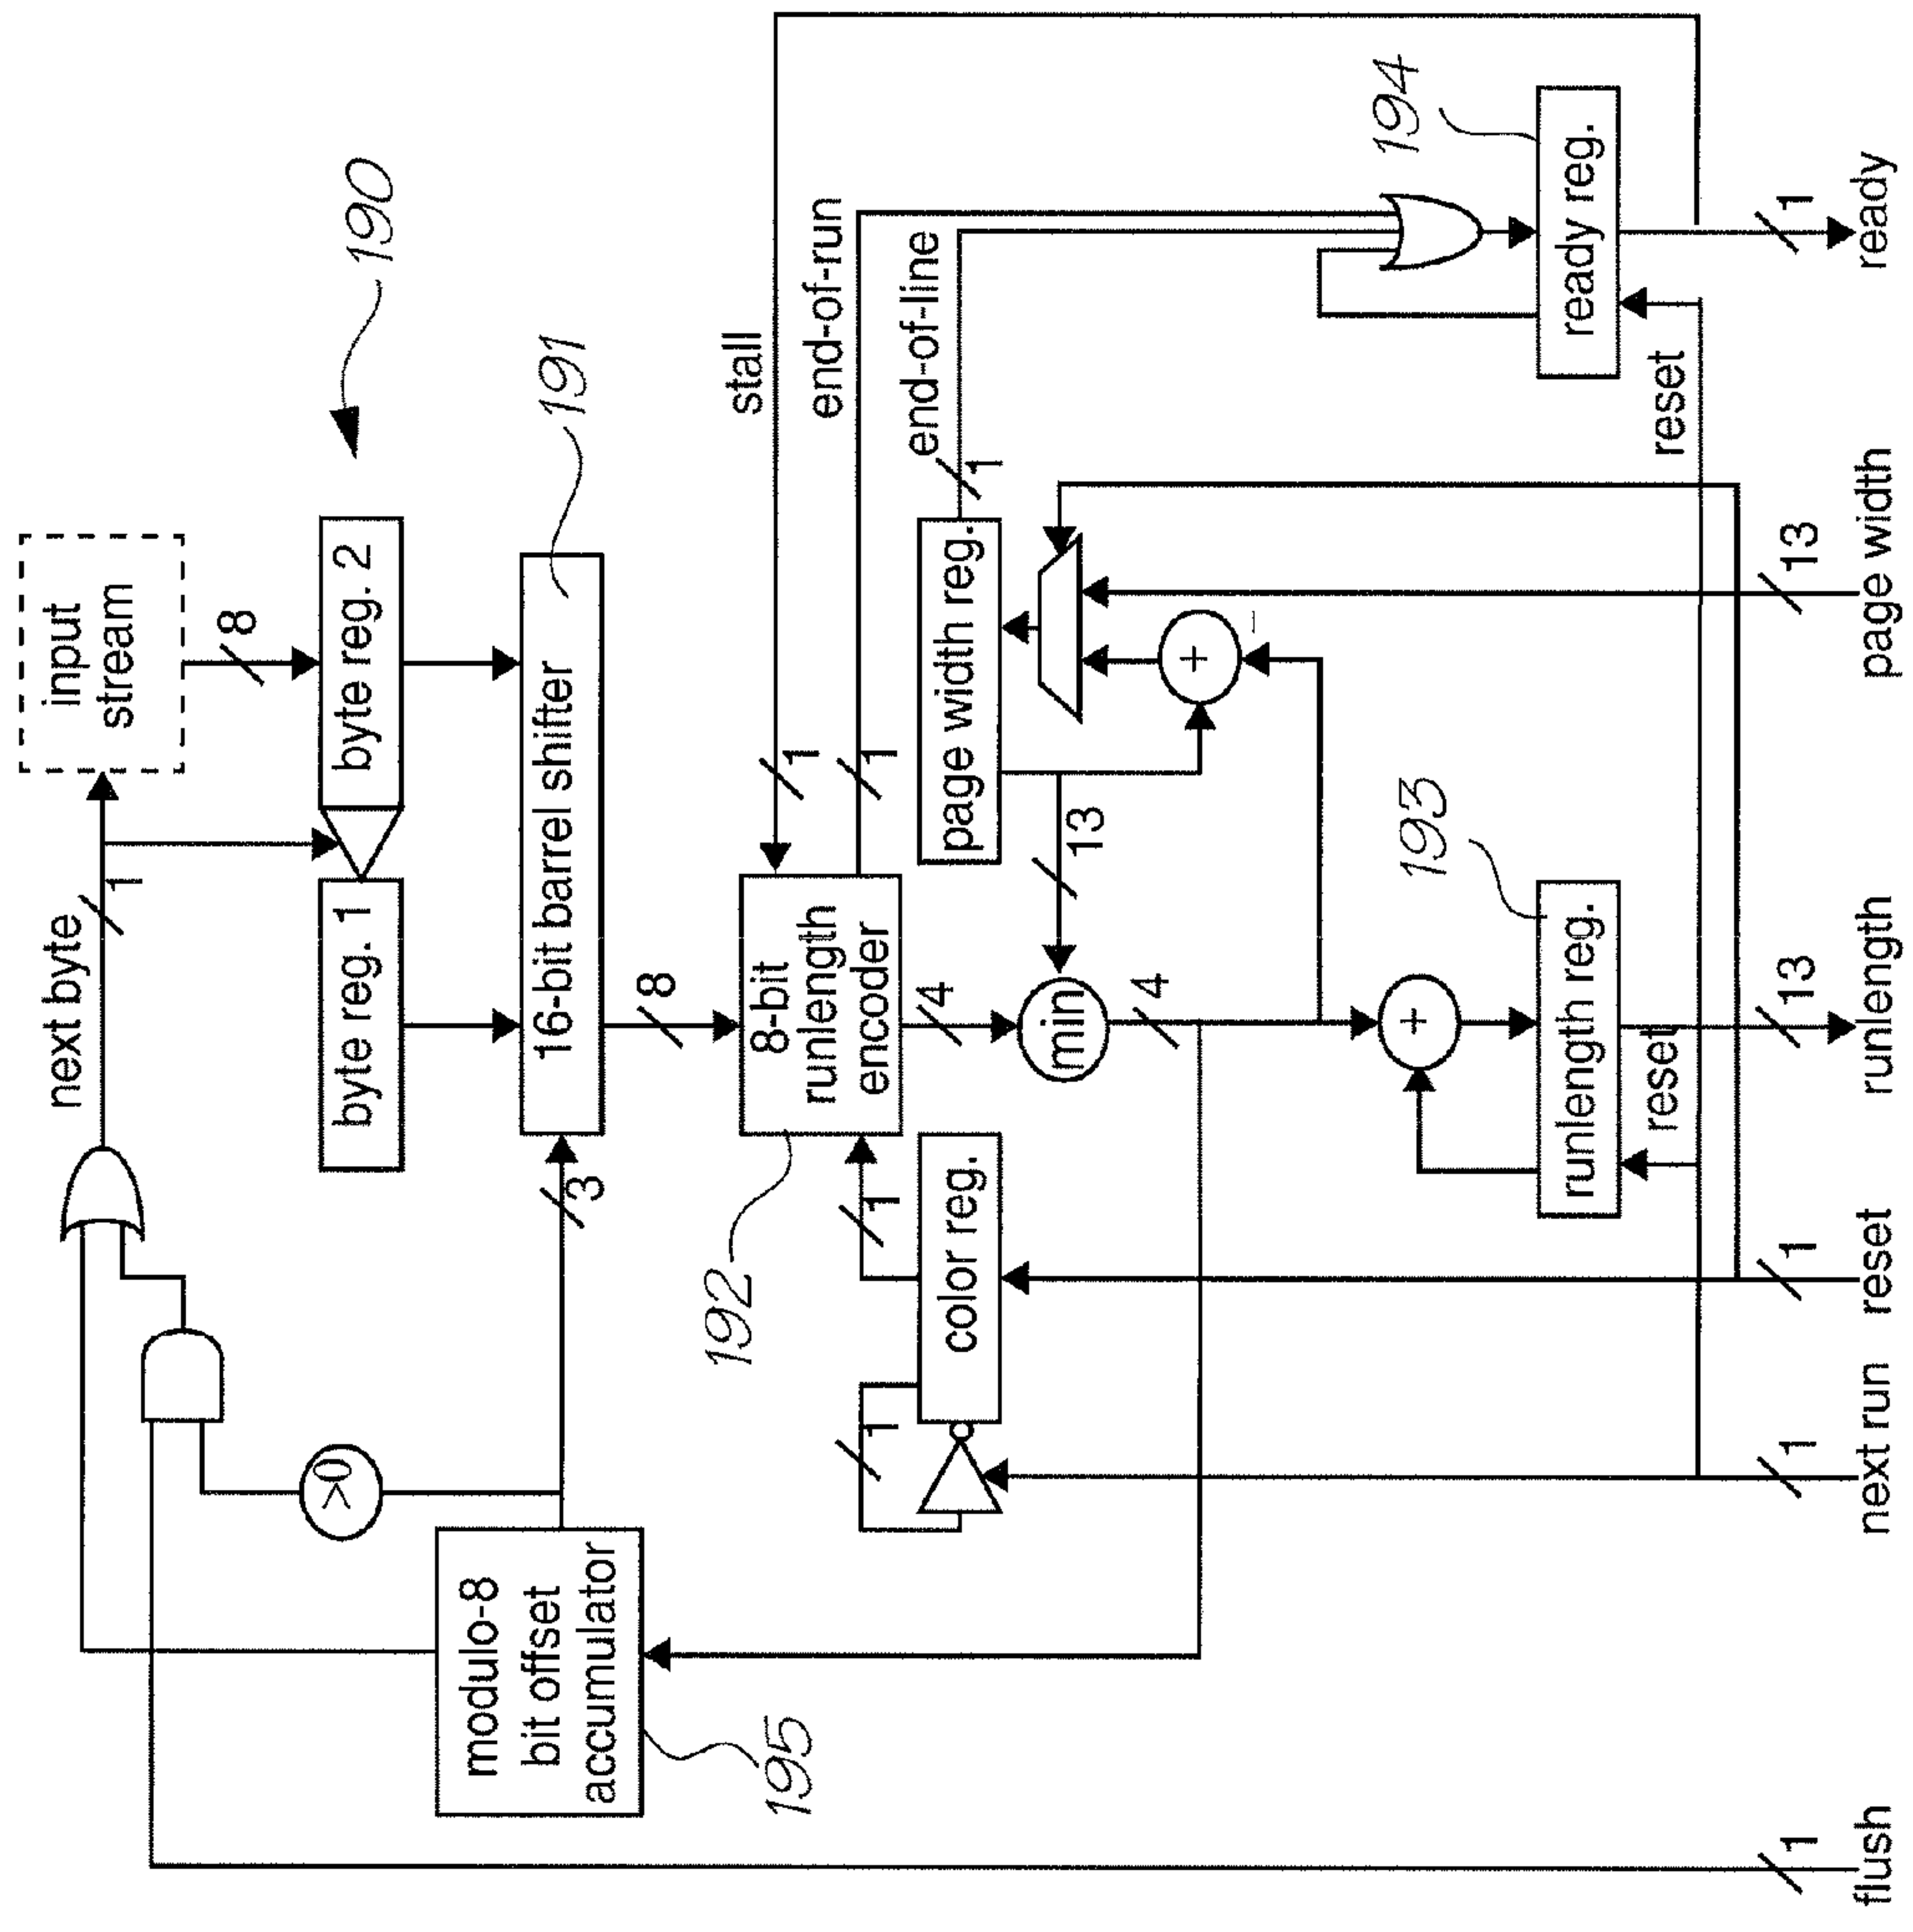 190
input
stream
next byte
1
8
byte reg. 1
byte reg. 2
191
16-bit barrel shifter
3
8
>0
modulo-8
bit offset
accumulator
195
192
8-bit
runlength
encoder
stall
1
end-of-run
1
end-of-line
1
page width reg.
color reg.
1
1
4
min
13
4
+
–
+
193
runlength reg.
reset
194
ready reg.
reset
1
flush
1
next run
1
reset
13
runlength
13
page width
1
ready